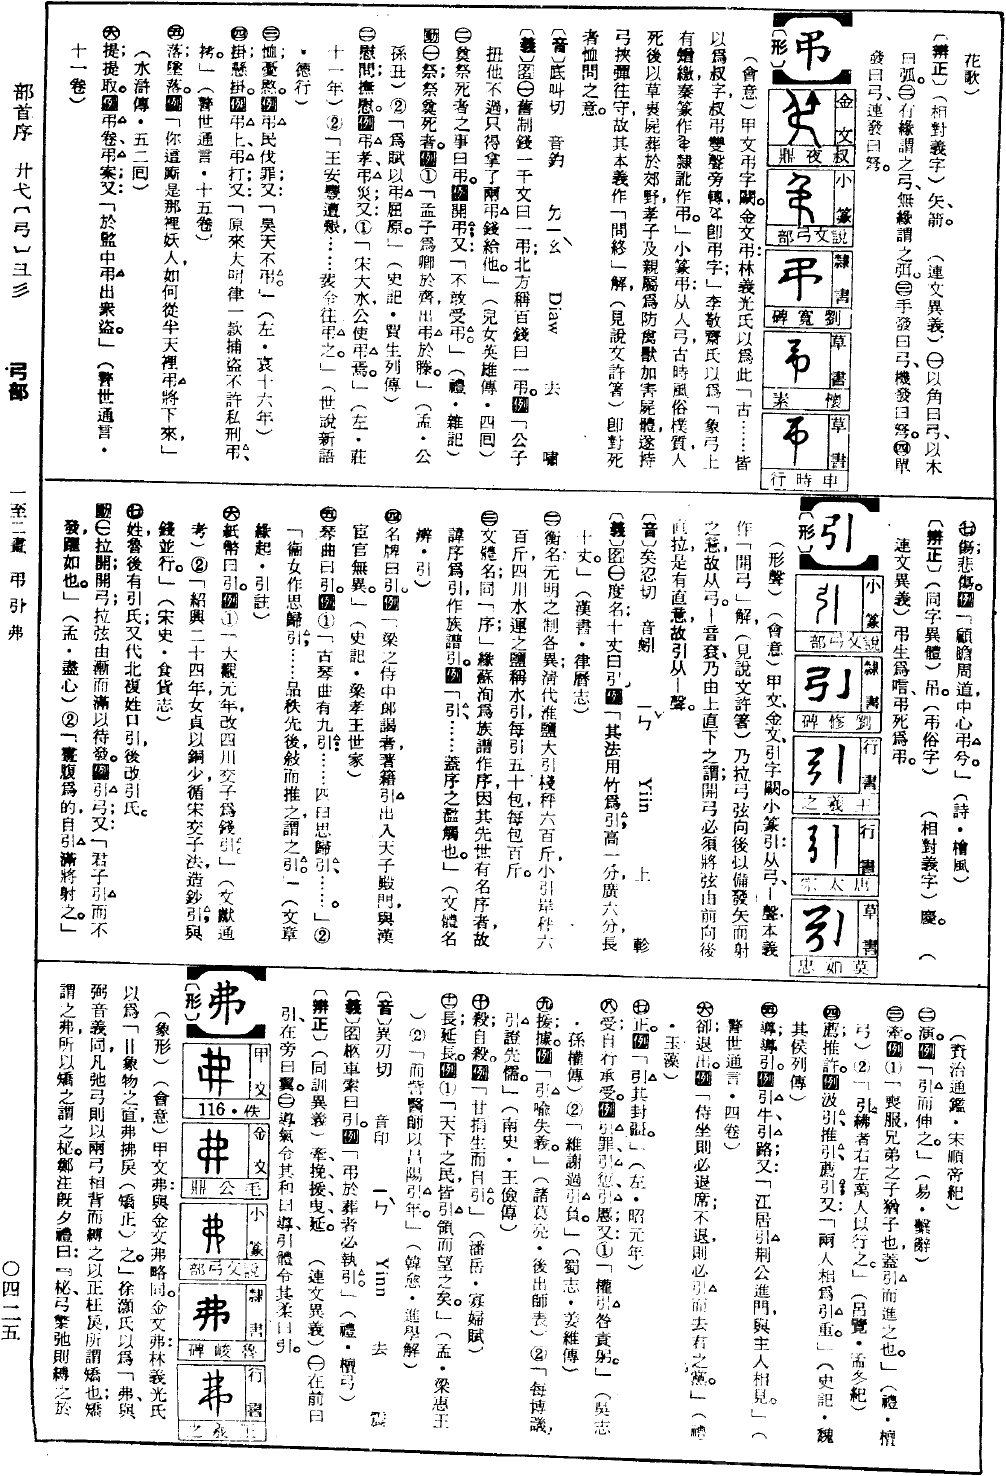 花歌)
〔辨正〕(相對義字)矢。箭。 (連文異義)㊀以角曰弓,以木
曰弧。㊁有緣謂之弓,無緣謂之弭。㊂手發曰弓,機發曰弩。㊃單
發曰弓,連發曰弩。
弔
〔形〕
金文
叔夜鼎
小篆
說文弓部
隸書
劉寬碑
草書
懷素
草書
申時行
(會意)甲文弔字闕。金文弔:林義光氏以為此「古……皆
以為叔字,叔弔雙聲旁轉,即弔字」李敬齋氏以為「象弓上
有矰繳,秦篆作,隸訛作弔。」小篆弔:从人弓,古時風俗樸質,人
死後以草裹屍葬於郊野,孝子及親屬為防禽獸加害屍體,遂持
弓挾彈往守,故其本義作「問終」解(見說文許箸)即對死
者恤問之意。
〔音〕底叫切 音釣 ㄉㄧㄠˋ Diaw 去 嘯
〔義〕名㊀舊制錢一千文曰一弔;北方稱百錢曰一弔。例「公子
扭他不過,只得拿了兩弔錢給他。」(兒女英雄傳·四回)
㊁奠祭死者之事曰弔。例開弔;又「不敢受弔。」(禮·雜記)
動㊀祭;祭奠死者。例①「孟子為卿於齊,出弔於滕。」(孟·公
孫丑)②「為賦以弔屈原。」(史記·賈生列傳)
㊁慰問;撫慰。例弔孝、弔災;又①「宋大水,公使弔焉。」(左·莊
十一年)②「王安豐遭艱……裴令往弔之。」(世說新語
·德行)
㊂恤;憂愍。例弔民伐罪;又:「昊天不弔。」(左·哀十六年)
㊃掛;懸掛。例弔上、弔打;又:「原來大明律一款,捕盜不許私刑弔
拷。」(警世通言·十五卷)
㊄落;墜落。例「你這廝是那裡妖人,如何從半天裡弔將下來」
(水滸傳·五二回)
㊅提;提取。例弔卷、弔案;又「於監中弔出衆盜。」(警世通言·
十一卷)
㊆傷;悲傷。例「顧瞻周道,中心弔兮。」(詩·檜風)
〔辨正〕(同字異體)吊。(弔俗字) (相對義字)慶。 (
連文異義)弔生為唁,弔死為弔。
引
〔形〕
小篆
說文弓部
隸書
劉修碑
行書
王羲之
行書
唐太宗
草書
莫如忠
(形聲)(會意)甲文、金文引字闕。小篆引:从弓,丨聲,本義
作「開弓」解(見說文許箸)乃拉弓弦向後以備發矢而射
之意,故从弓。丨音袞,乃由上直下之謂,開弓必須將弦由前向後
直拉是有直意,故引从丨聲。
〔音〕矣忍切 音蚓 ㄧㄣˇ Yiin 上 軫
〔義〕名㊀度名,十丈曰引。例「其法用竹為引;高一分,廣六分,長
十丈。」(漢書·律曆志)
㊁衡名,元明之制各異,清代淮鹽大引棧秤六百斤,小引岸秤六
百斤,四川水運之鹽稱水引,每引五十包,每包百斤。
㊂文體名,同「序」緣蘇洵為族譜作序,因其先世有名序者,故
諱序為引,作族譜引。例「引……蓋序之濫觴也。」(文體名
辨·引)
㊃名牌曰引。例「梁之侍中、郎、謁者著籍引出入天子殿門,與漢
宦官無異。」(史記·梁孝王世家)
㊄琴曲曰引。例①「古琴曲有九引……四曰思歸引……。」②
「衞女作思歸引……品秩先後,敍而推之,謂之引。」(文章
緣起·引註)
㊅紙幣曰引。例①「大觀元年,改四川交子為錢引。」(文獻通
考)②「紹興二十四年,女真以銅少,循宋交子法,造鈔引,與
錢並行。」(宋史·食貨志)
㊆姓,魯後有引氏;又代北複姓口引,後改引氏。
動㊀拉開;開弓拉弦由漸而滿以待發。例引弓;又:「君子引而不
發,躍如也。」(孟·盡心)②「畫腹為的,自引滿將射之。」
(資治通鑑·宋順帝紀)
㊁演。例「引而伸之。」(易·繫辭)
㊂牽。例①「喪服,兄弟之子猶子也,蓋引而進之也。」(禮·檀
弓)②「引紼者左右萬人以行之。」(呂覽·孟冬紀)
㊃薦;推許。例汲引、推引、薦引;又「兩人相為引重。」(史記·魏
其侯列傳)
㊄導;導引。例引牛、引路;又「江居引荊公進門,與主人相見。」(
警世通言·四卷)
㊅卻;退出。例「侍坐則必退席,不退則必引而去君之黨。」(禮
·玉藻)
㊆正。例「引其封疆。」(左·昭元年)
㊇受;自行承受。例引罪、引愆、引慝;又①「權引咎責躬。」(吳志
·孫權傳)②「維謝過引負。」(蜀志·姜維傳)
㊈援;據。例「引喻失義。」(諸葛亮·後出師表)②「每博議,
引證先儒。」(南史·王儉傳)
㊉殺;自殺。例「甘捐生而自引。」(潘岳·寡婦賦)
長;延長。例①「天下之民皆引領而望之矣。」(孟·梁惠王
)②「而訾醫師以昌陽引年。」(韓愈·進學解)
〔音〕異刃切 音印 ㄧㄣˋ Yinn 去 震
〔義〕名柩車索曰引。例「弔於葬者必執引。」(禮·檀弓)
〔辨正〕(同訓異義)牽、挽、援、曳、延。 (連文異義)㊀在前曰
引,在旁曰翼。㊁導氣令其和曰導,引體令其柔曰引。
弗
〔形〕
甲文
116·佚
金文
毛公鼎
小篆
說文弓部
隸書
魯峻碑
行書
王羲之
(象形)(會意)甲文弗:與金文弗略同。金文弗:林義光氏
以為「∥象物之直,弗拂戾(矯正)之。」徐灝氏以為「弗與
弼音義同,凡弛弓則以兩弓相背而縛之,以正枉戾,所謂矯也,矯
謂之弗,所以矯之謂之柲,鄭注既夕禮曰:『柲,弓檠,弛則縛之於
部首序 廾弋(弓)彐彡
弓部
一至二畫 弔引弗
〇四二五